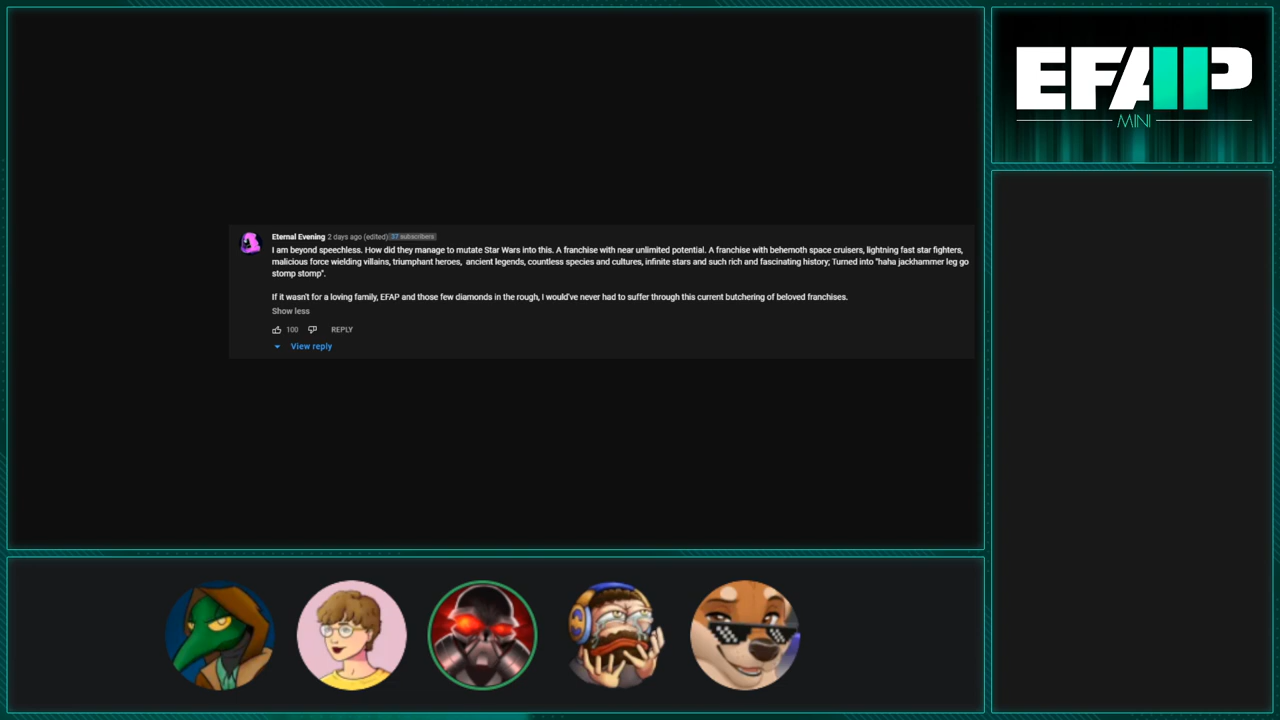 EFAP
MINI
Eternal Evening 2 days ago (edited) 37 subscribers
I am beyond speechless. How did they manage to mutate Star Wars into this. A franchise with near unlimited potential. A franchise with behemoth space cruisers, lightning fast star fighters,
malicious force wielding villains, triumphant heroes, ancient legends, countless species and cultures, infinite stars and such rich and fascinating history; Turned into "haha jackhammer leg go
stomp stomp".
If it wasn't for a loving family, EFAP and those few diamonds in the rough, I would've never had to suffer through this current butchering of beloved franchises.
Show less
100 REPLY
View reply